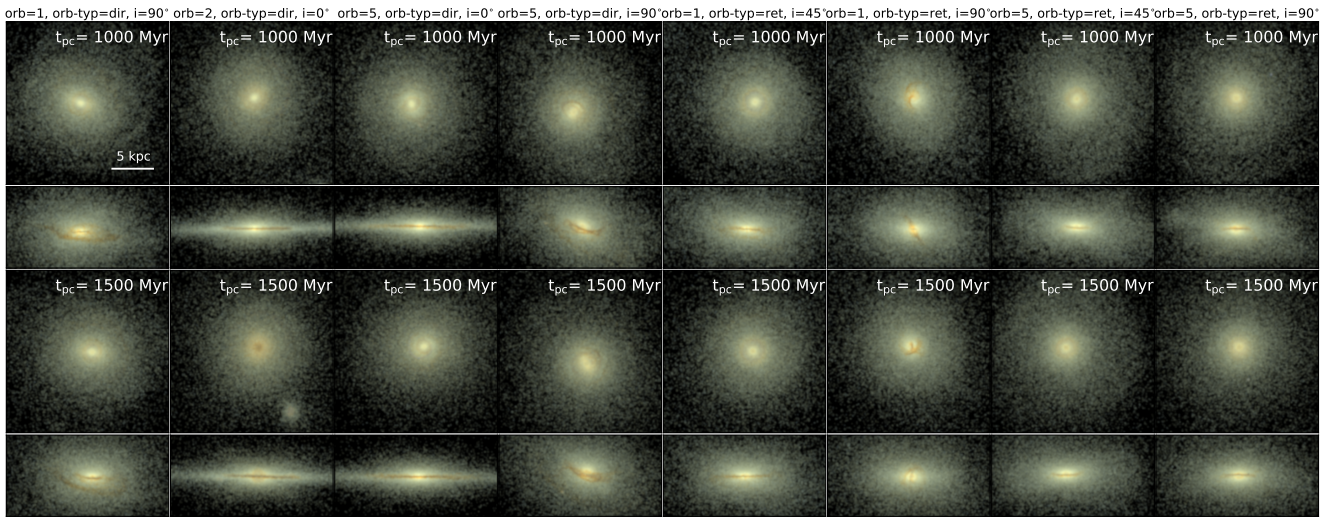 orb=1, orb-typ=dir, i=90° orb=2, orb-typ=dir, i=0° orb=5, orb-typ=dir, i=0° orb=5, orb-typ=dir, i=90° orb=1, orb-typ=ret, i=45° orb=1, orb-typ=ret, i=90° orb=5, orb-typ=ret, i=45° orb=5, orb-typ=ret, i=90°
tpc= 1000 Myr tpc= 1000 Myr tpc= 1000 Myr tpc= 1000 Myr tpc= 1000 Myr tpc= 1000 Myr tpc= 1000 Myr tpc= 1000 Myr
5 kpc
tpc= 1500 Myr tpc= 1500 Myr tpc= 1500 Myr tpc= 1500 Myr tpc= 1500 Myr tpc= 1500 Myr tpc= 1500 Myr tpc= 1500 Myr